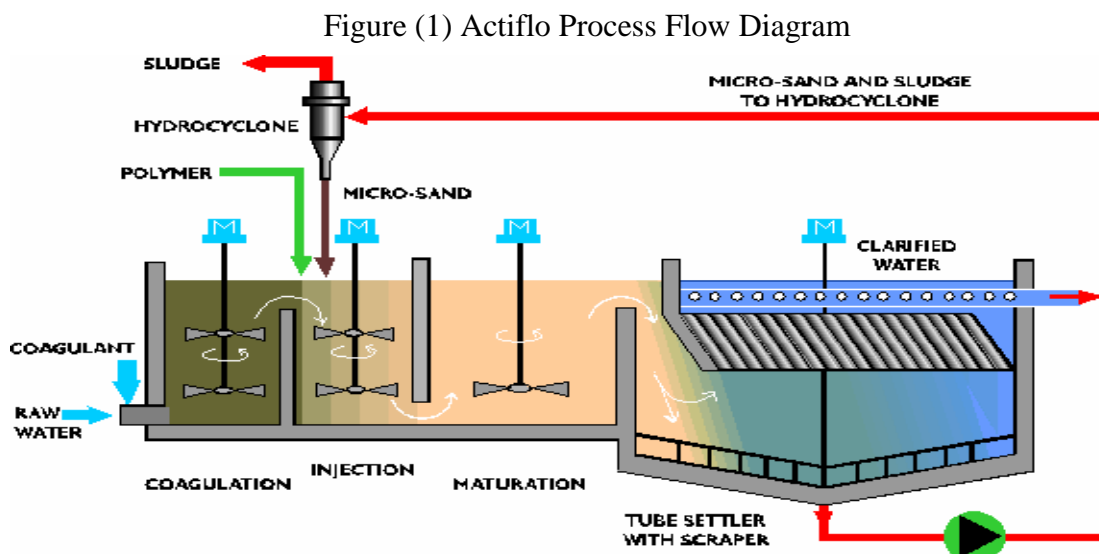 Figure (1) Actiflo Process Flow Diagram
SLUDGE
MICRO-SAND AND SLUDGE
TO HYDROCYCLONE
HYDROCYCLONE
POLYMER
MICRO-SAND
M
M
M
M
CLARIFIED
WATER
COAGULANT
RAW
WATER
COAGULATION
INJECTION
MATURATION
TUBE SETTLER
WITH SCRAPER